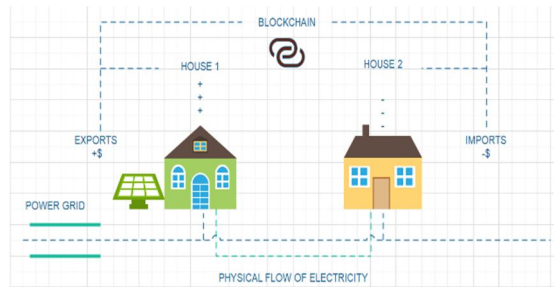 BLOCKCHAIN
HOUSE 1
HOUSE 2
+
+
+
-
-
-
EXPORTS
+$
IMPORTS
-$
POWER GRID
PHYSICAL FLOW OF ELECTRICITY